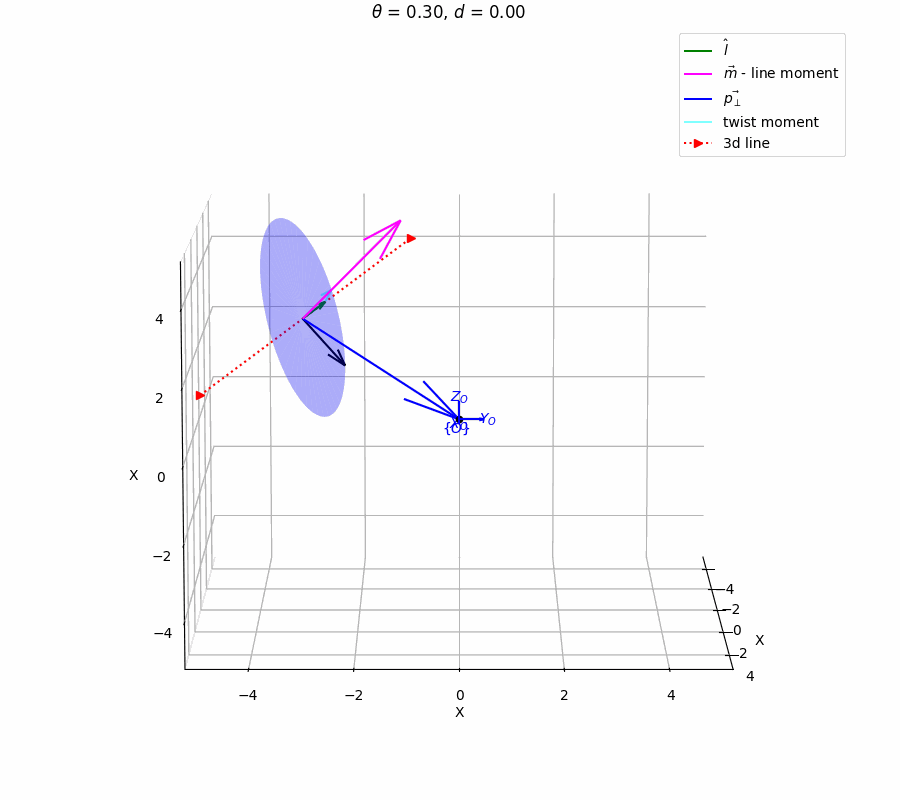 θ = 0.30, d = 0.00
l̂
m⃗ - line moment
p⃗⊥
twist moment
3d line
4
2
X
0
−2
−4
Z_O
Y_O
{O}
−4
−2
0
X
2
4
−4
−2
0
2
4
X